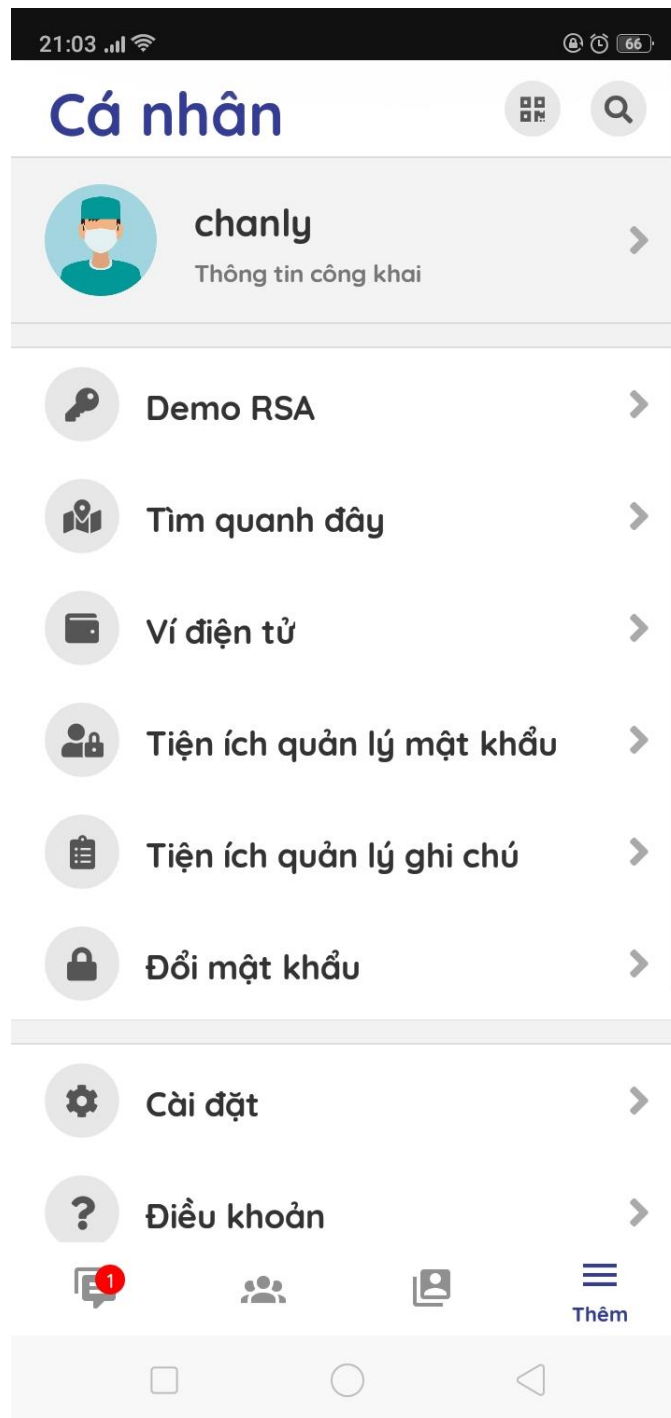 21:03
66
Cá nhân
chanly
Thông tin công khai
Demo RSA
Tìm quanh đây
Ví điện tử
Tiện ích quản lý mật khẩu
Tiện ích quản lý ghi chú
Đổi mật khẩu
Cài đặt
Điều khoản
1
Thêm